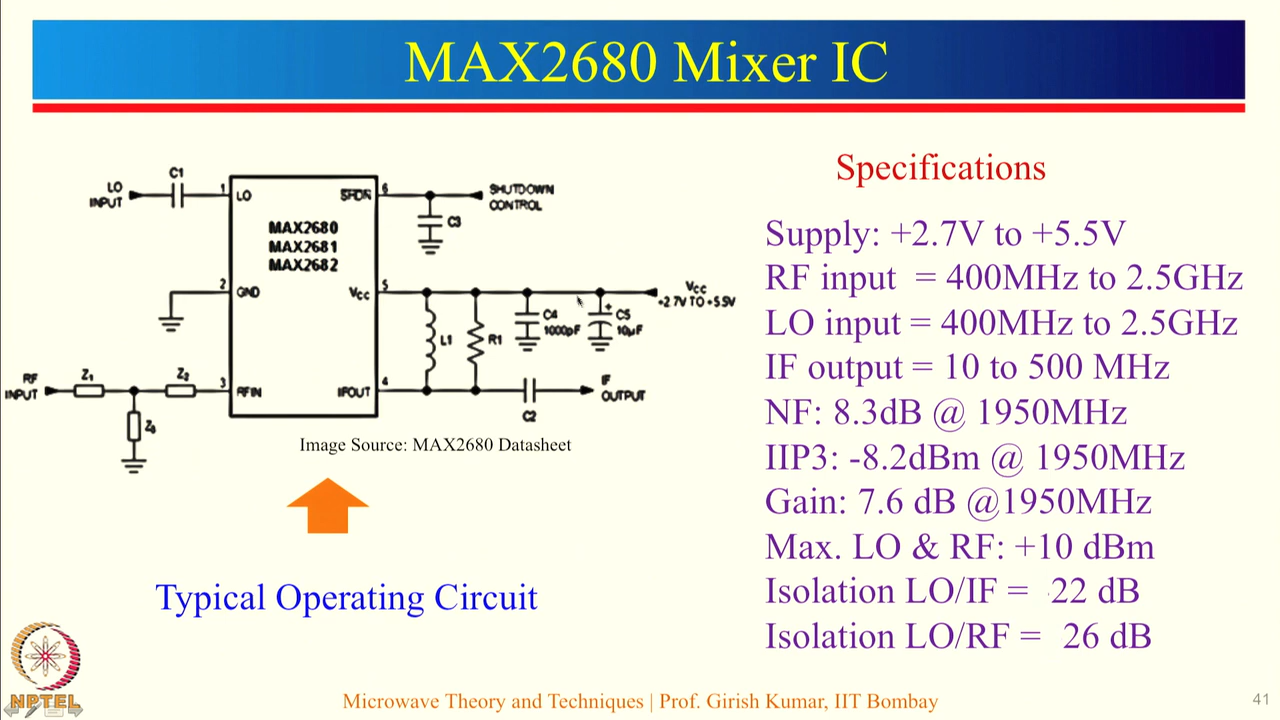 MAX2680 Mixer IC
C1
LO
INPUT
1
LO
SHDN
6
SHUTDOWN
CONTROL
C3
MAX2680
MAX2681
MAX2682
2
GND
Vcc
5
Vcc
+2.7V TO +5.5V
L1
R1
C4
1000pF
+
C5
10µF
RF
INPUT
Z1
Z2
Z3
3
RFIN
IFOUT
4
C2
IF
OUTPUT
Image Source: MAX2680 Datasheet
Typical Operating Circuit
Specifications
Supply: +2.7V to +5.5V
RF input = 400MHz to 2.5GHz
LO input = 400MHz to 2.5GHz
IF output = 10 to 500 MHz
NF: 8.3dB @ 1950MHz
IIP3: -8.2dBm @ 1950MHz
Gain: 7.6 dB @1950MHz
Max. LO & RF: +10 dBm
Isolation LO/IF = 22 dB
Isolation LO/RF = 26 dB
NPTEL
Microwave Theory and Techniques | Prof. Girish Kumar, IIT Bombay
41